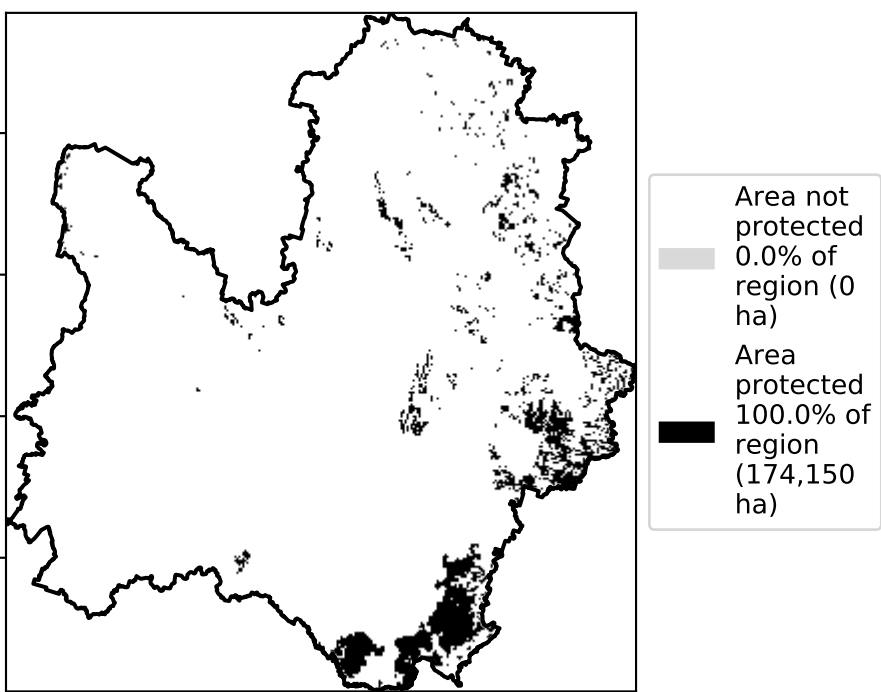 Area not
protected
0.0% of
region (0
ha)
Area
protected
100.0% of
region
(174,150
ha)